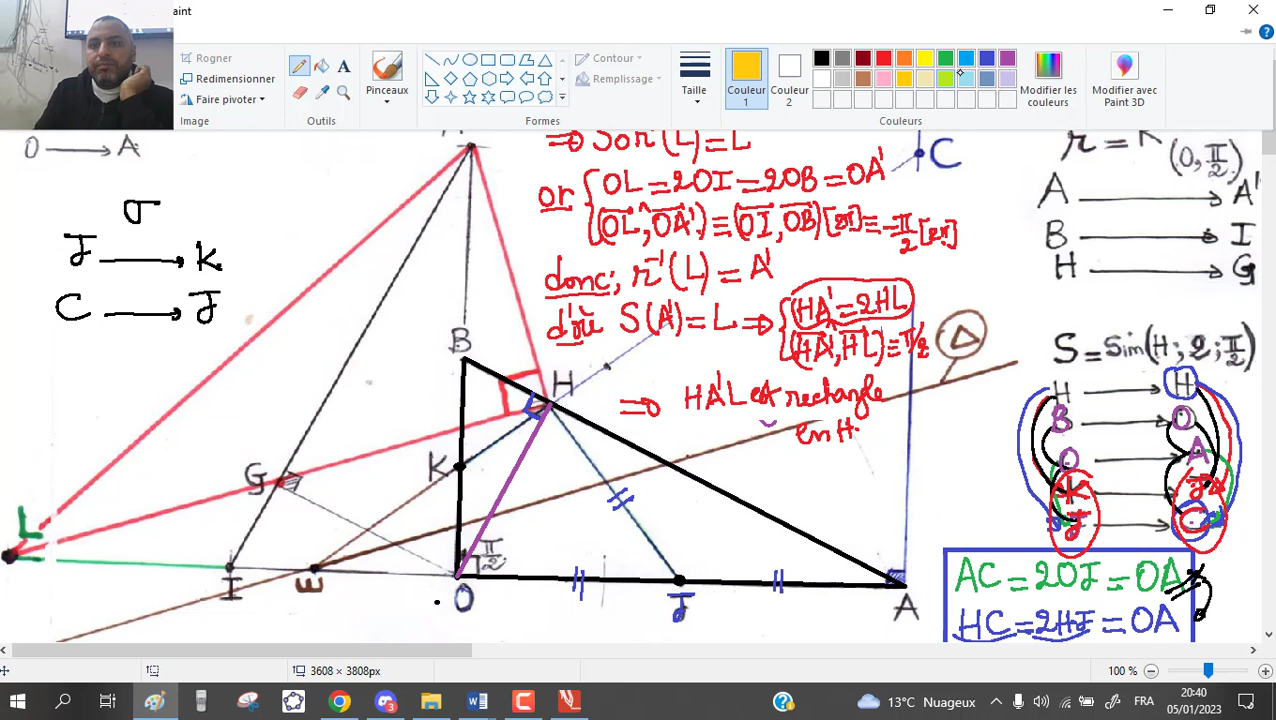 aint
Rogner
Redimensionner
Faire pivoter
Image
Pinceaux
Outils
Contour
Remplissage
Formes
Taille
Couleur
1
Couleur
2
Modifier les
couleurs
Modifier avec
Paint 3D
Couleurs
O → A
σ
J → K
C → J
⇒ Sor(L) = L
or { OL = 2OI = 2OB = OA'
(OL, OA') ≡ (OI, OB) [2π] ≡ -π/2 [2π]
donc; r⁻¹(L) = A'
d'où S(A') = L ⇒ { HA' = 2HL
(HA', HL) ≡ π/2
⇒ HA'L est rectangle
en H.
C
Δ
r = R (O, π/2)
A → A'
B → I
H → G
S = Sim(H; 2; π/2)
H → H
B → O
O → A
K → J
J → C
AC = 2OJ = OA
HC = 2HJ = OA
B
H
K
G
L
I
E
O
π/2
J
A
3608 × 3808px
100 %
13°C Nuageux
FRA
20:40
05/01/2023